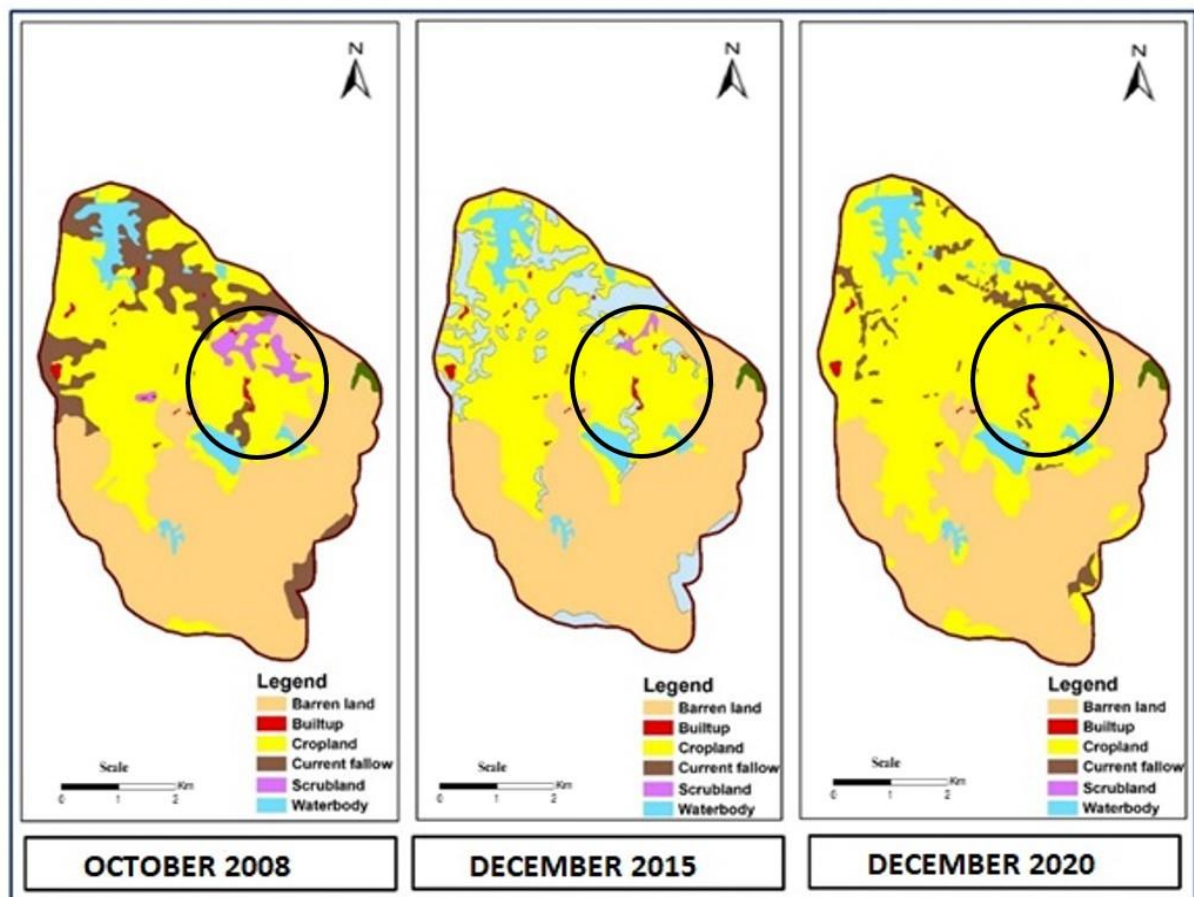 N
Legend
Barren land
Builtup
Cropland
Current fallow
Scrubland
Waterbody
Scale
0 1 2 Km
OCTOBER 2008
N
Legend
Barren land
Builtup
Cropland
Current fallow
Scrubland
Waterbody
Scale
0 1 2 Km
DECEMBER 2015
N
Legend
Barren land
Builtup
Cropland
Current fallow
Scrubland
Waterbody
Scale
0 1 2 Km
DECEMBER 2020